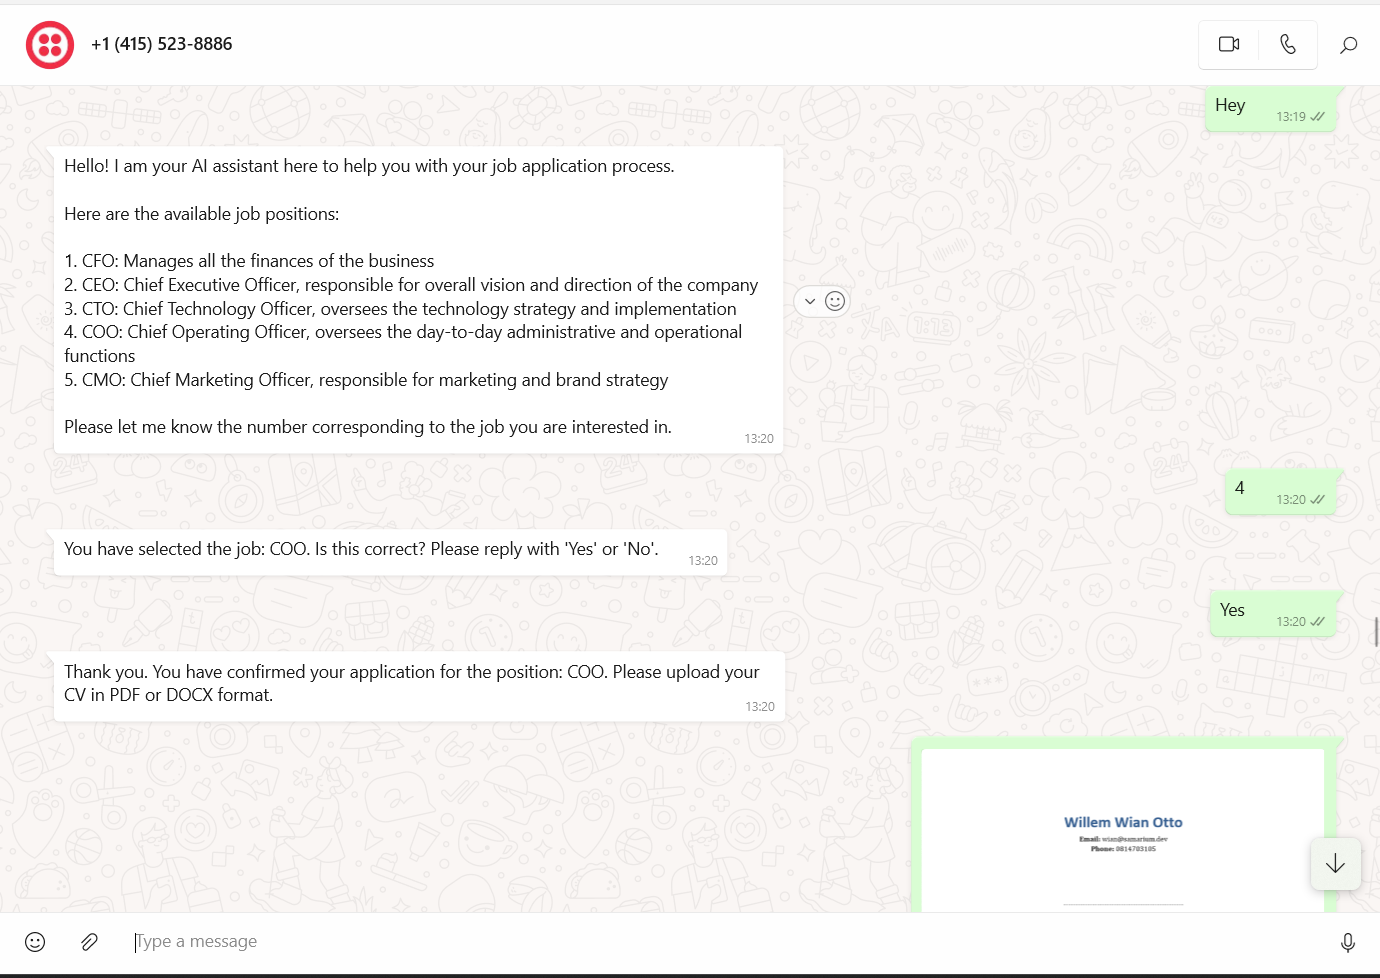 +1 (415) 523-8886
Hey
13:19
Hello! I am your AI assistant here to help you with your job application process.
Here are the available job positions:
1. CFO: Manages all the finances of the business
2. CEO: Chief Executive Officer, responsible for overall vision and direction of the company
3. CTO: Chief Technology Officer, oversees the technology strategy and implementation
4. COO: Chief Operating Officer, oversees the day-to-day administrative and operational
functions
5. CMO: Chief Marketing Officer, responsible for marketing and brand strategy
Please let me know the number corresponding to the job you are interested in.
13:20
4
13:20
You have selected the job: COO. Is this correct? Please reply with 'Yes' or 'No'.
13:20
Yes
13:20
Thank you. You have confirmed your application for the position: COO. Please upload your
CV in PDF or DOCX format.
13:20
Willem Wian Otto
Email: wian@samartum.dev
Phone: 0814703105
Type a message